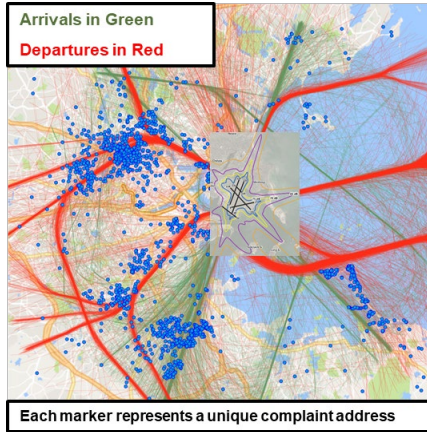 Arrivals in Green
Departures in Red
Each marker represents a unique complaint address